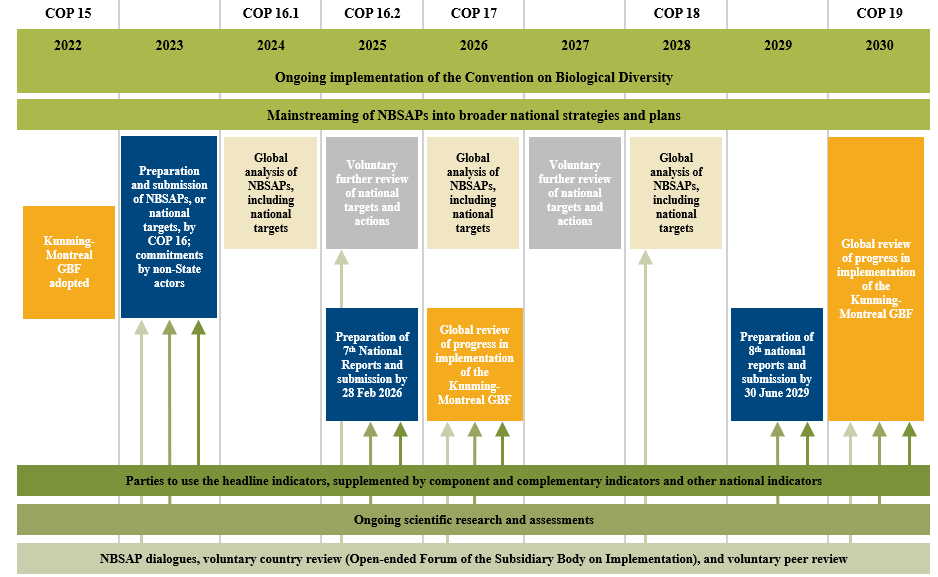 COP 15
COP 16.1
COP 16.2
COP 17
COP 18
COP 19
2022
2023
2024
2025
2026
2027
2028
2029
2030
Ongoing implementation of the Convention on Biological Diversity
Mainstreaming of NBSAPs into broader national strategies and plans
Kunming-
Montreal
GBF
adopted
Preparation
and submission
of NBSAPs, or
national
targets, by
COP 16;
commitments
by non-State
actors
Global
analysis of
NBSAPs,
including
national
targets
Voluntary
further review
of national
targets and
actions
Global
analysis of
NBSAPs,
including
national
targets
Voluntary
further review
of national
targets and
actions
Global
analysis of
NBSAPs,
including
national
targets
Preparation of
7th National
Reports and
submission by
28 Feb 2026
Global review
of progress in
implementation
of the
Kunming-
Montreal GBF
Preparation of
8th national
reports and
submission by
30 June 2029
Global review
of progress in
implementation
of the
Kunming-
Montreal GBF
Parties to use the headline indicators, supplemented by component and complementary indicators and other national indicators
Ongoing scientific research and assessments
NBSAP dialogues, voluntary country review (Open-ended Forum of the Subsidiary Body on Implementation), and voluntary peer review